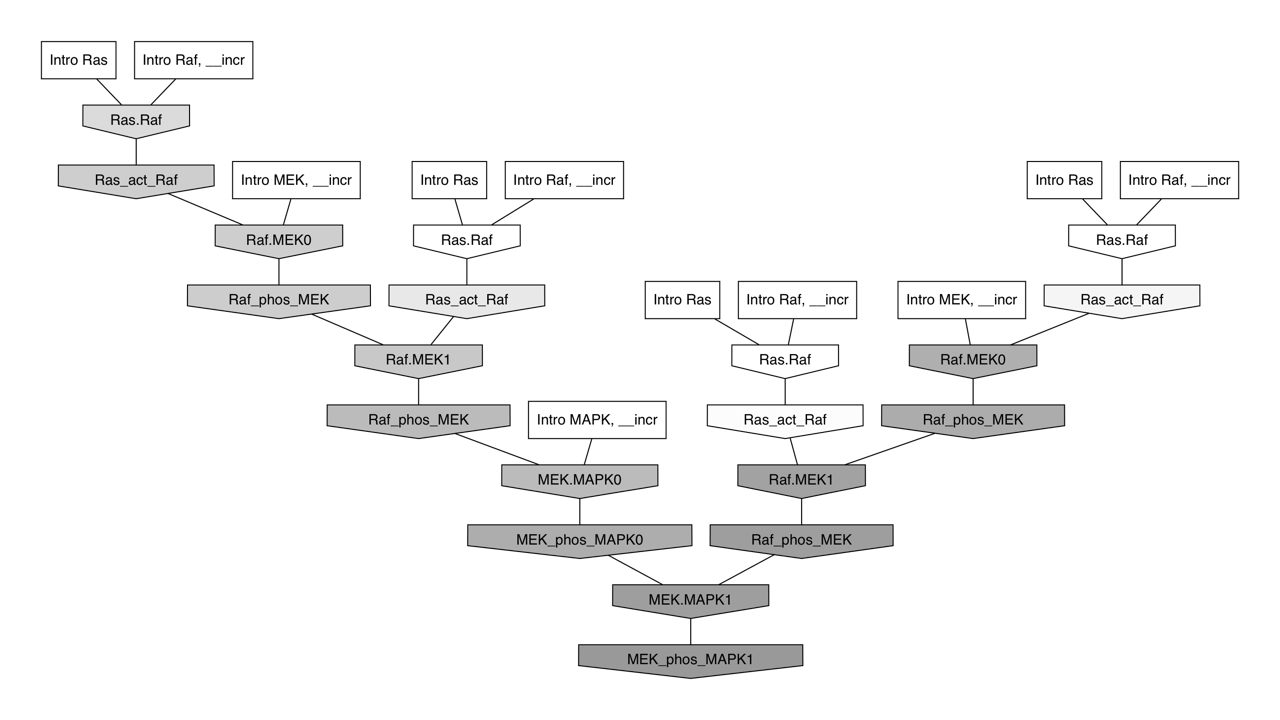 Intro Ras
Intro Raf, __incr
Ras.Raf
Ras_act_Raf
Intro MEK, __incr
Intro Ras
Intro Raf, __incr
Intro Ras
Intro Raf, __incr
Raf.MEK0
Ras.Raf
Ras.Raf
Raf_phos_MEK
Ras_act_Raf
Intro Ras
Intro Raf, __incr
Intro MEK, __incr
Ras_act_Raf
Raf.MEK1
Ras.Raf
Raf.MEK0
Raf_phos_MEK
Intro MAPK, __incr
Ras_act_Raf
Raf_phos_MEK
MEK.MAPK0
Raf.MEK1
MEK_phos_MAPK0
Raf_phos_MEK
MEK.MAPK1
MEK_phos_MAPK1